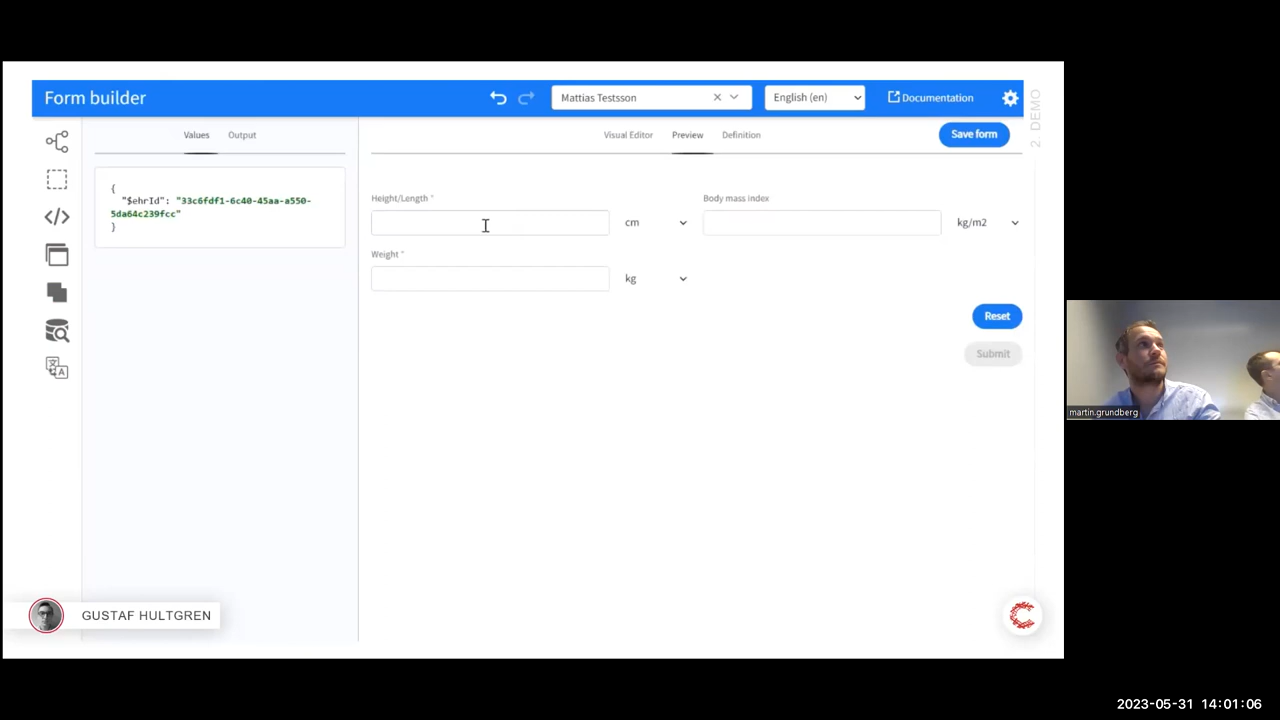 Form builder
Mattias Testsson
English (en)
Documentation
2. DEMO
Values
Output
Visual Editor
Preview
Definition
Save form
{
"$ehrId": "33c6fdf1-6c40-45aa-a550-
5da64c239fcc"
}
Height/Length *
cm
Body mass index
kg/m2
Weight *
kg
Reset
Submit
martin.grundberg
GUSTAF HULTGREN
2023-05-31 14:01:06